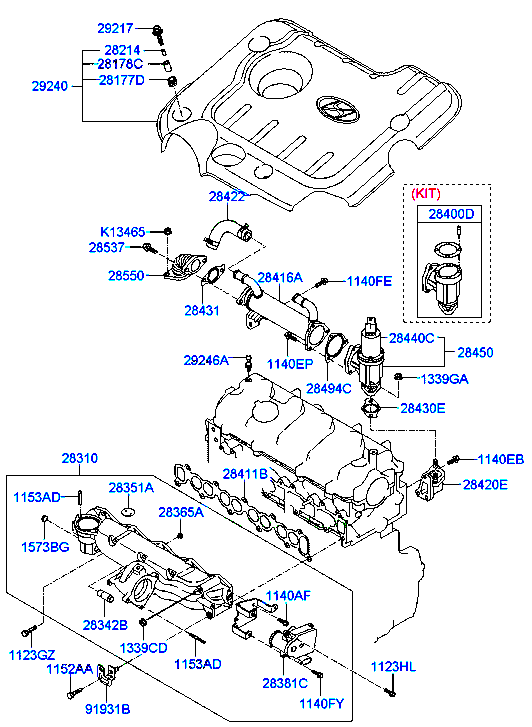 29217
28214
28178C
28177D
29240
28422
(KIT)
28400D
K13465
28537
28550
28431
28416A
1140FE
28440C
28450
1140EP
29246A
28494C
1339GA
28430E
1140EB
28420E
28310
28411B
28351A
1153AD
28365A
1573BG
1140AF
28342B
1339CD
1123GZ
1152AA
1153AD
28381C
1123HL
91931B
1140FY